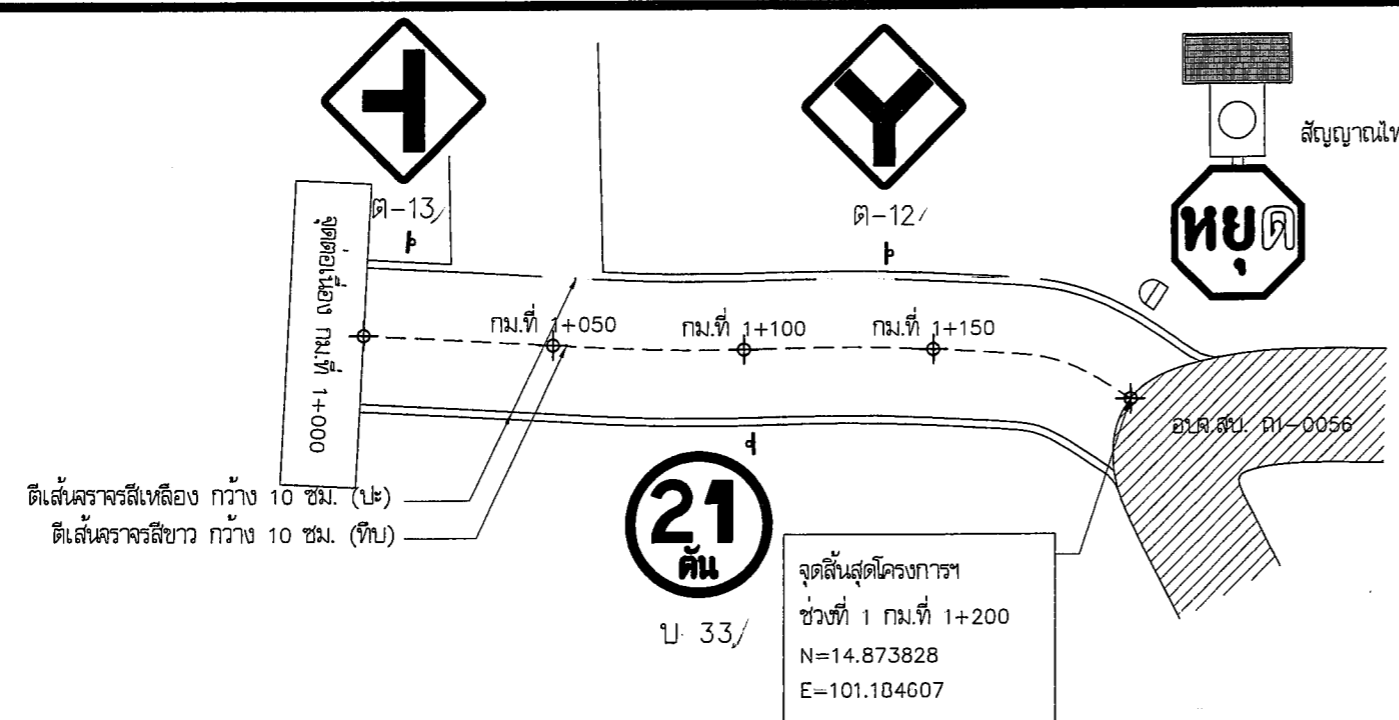 สัญญาณไฟ
ต-13
ต-12
หยุด
จุดต่อเนื่อง กม.ที่ 1+000
กม.ที่ 1+050
กม.ที่ 1+100
กม.ที่ 1+150
อบจ.สบ. ถ1-0056
ตีเส้นจราจรสีเหลือง กว้าง 10 ซม. (ปะ)
ตีเส้นจราจรสีขาว กว้าง 10 ซม. (ทึบ)
21
ตัน
บ 33
จุดสิ้นสุดโครงการฯ
ช่วงที่ 1 กม.ที่ 1+200
N=14.873828
E=101.184607